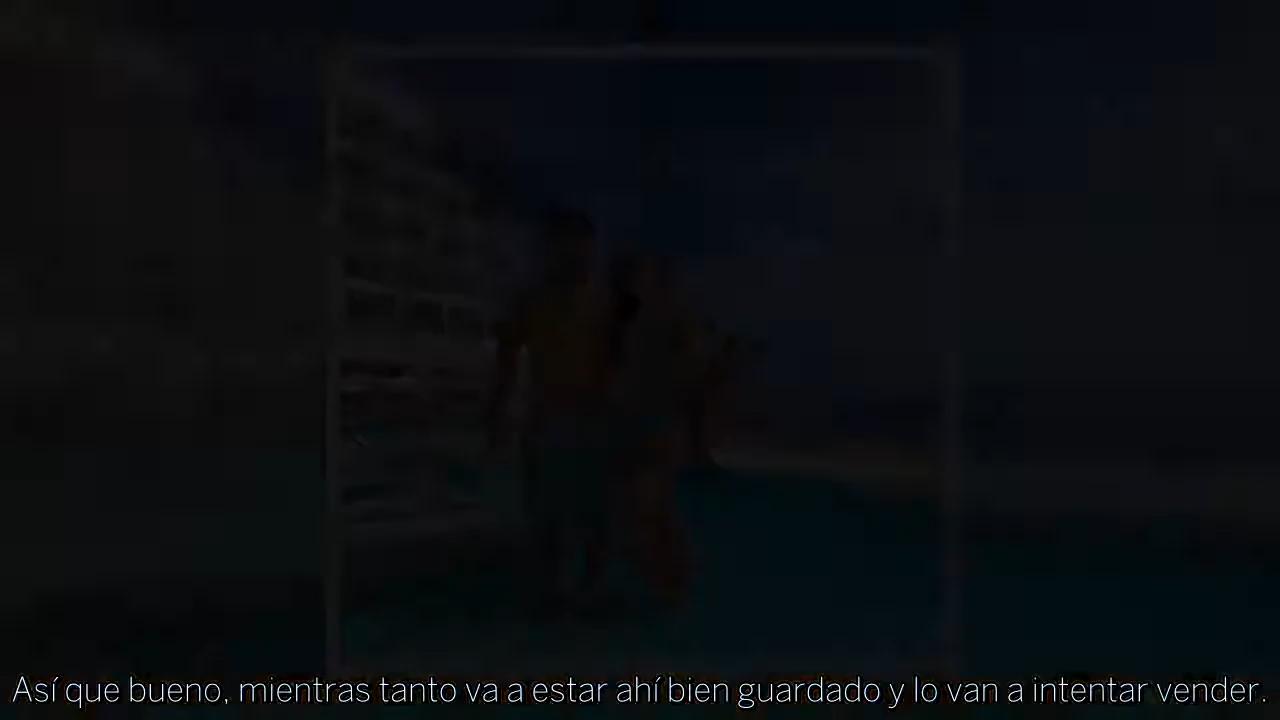 Así que bueno, mientras tanto va a estar ahí bien guardado y lo van a intentar vender.